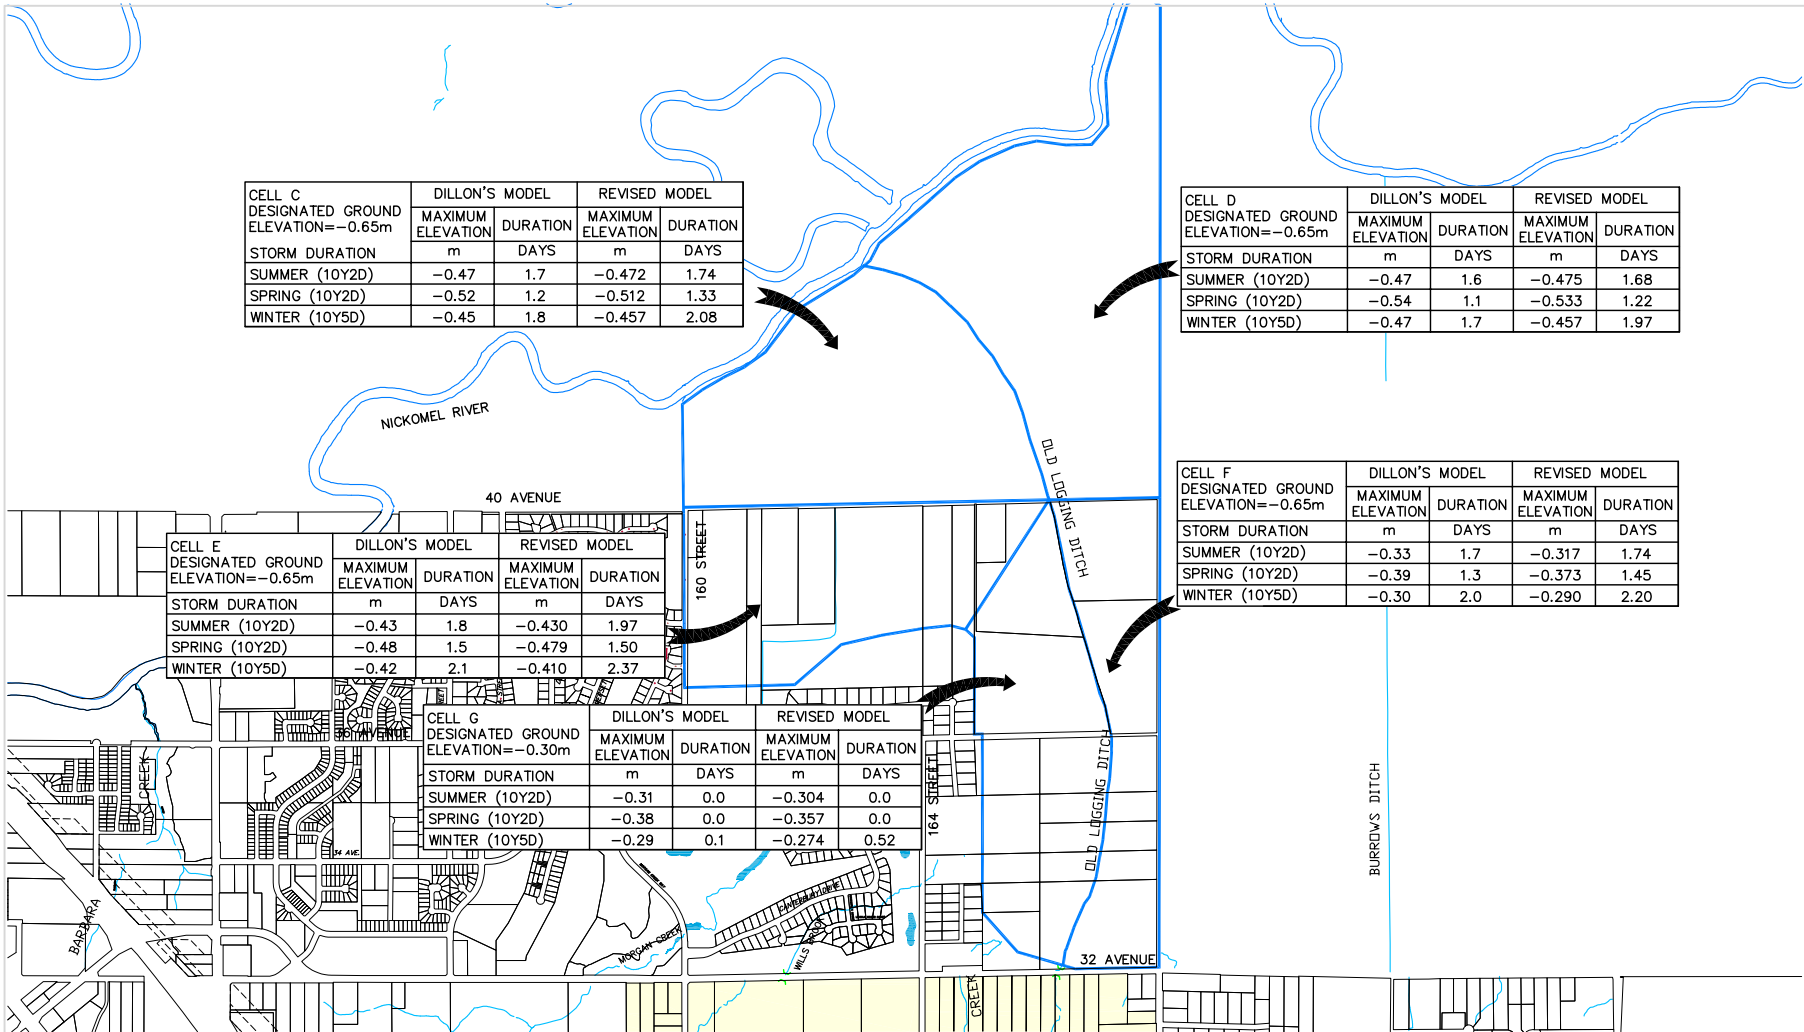 CELL C
DESIGNATED GROUND
ELEVATION=-0.65m
DILLON'S MODEL REVISED MODEL
MAXIMUM ELEVATION DURATION MAXIMUM ELEVATION DURATION
STORM DURATION m DAYS m DAYS
SUMMER (10Y2D) -0.47 1.7 -0.472 1.74
SPRING (10Y2D) -0.52 1.2 -0.512 1.33
WINTER (10Y5D) -0.45 1.8 -0.457 2.08
CELL D
DESIGNATED GROUND
ELEVATION=-0.65m
DILLON'S MODEL REVISED MODEL
MAXIMUM ELEVATION DURATION MAXIMUM ELEVATION DURATION
STORM DURATION m DAYS m DAYS
SUMMER (10Y2D) -0.47 1.6 -0.475 1.68
SPRING (10Y2D) -0.54 1.1 -0.533 1.22
WINTER (10Y5D) -0.47 1.7 -0.457 1.97
NICKOMEL RIVER
OLD LOGGING DITCH
40 AVENUE
160 STREET
CELL F
DESIGNATED GROUND
ELEVATION=-0.65m
DILLON'S MODEL REVISED MODEL
MAXIMUM ELEVATION DURATION MAXIMUM ELEVATION DURATION
STORM DURATION m DAYS m DAYS
SUMMER (10Y2D) -0.33 1.7 -0.317 1.74
SPRING (10Y2D) -0.39 1.3 -0.373 1.45
WINTER (10Y5D) -0.30 2.0 -0.290 2.20
CELL E
DESIGNATED GROUND
ELEVATION=-0.65m
DILLON'S MODEL REVISED MODEL
MAXIMUM ELEVATION DURATION MAXIMUM ELEVATION DURATION
STORM DURATION m DAYS m DAYS
SUMMER (10Y2D) -0.43 1.8 -0.430 1.97
SPRING (10Y2D) -0.48 1.5 -0.479 1.50
WINTER (10Y5D) -0.42 2.1 -0.410 2.37
CELL G
DESIGNATED GROUND
ELEVATION=-0.30m
DILLON'S MODEL REVISED MODEL
MAXIMUM ELEVATION DURATION MAXIMUM ELEVATION DURATION
STORM DURATION m DAYS m DAYS
SUMMER (10Y2D) -0.31 0.0 -0.304 0.0
SPRING (10Y2D) -0.38 0.0 -0.357 0.0
WINTER (10Y5D) -0.29 0.1 -0.274 0.52
AVENUE
CREEK
164 STREET
OLD LOGGING DITCH
BURROWS DITCH
34 AVE.
CANTERBURY DRIVE
BARBARA
MORGAN CREEK
WILLS BROOK
32 AVENUE
CREEK